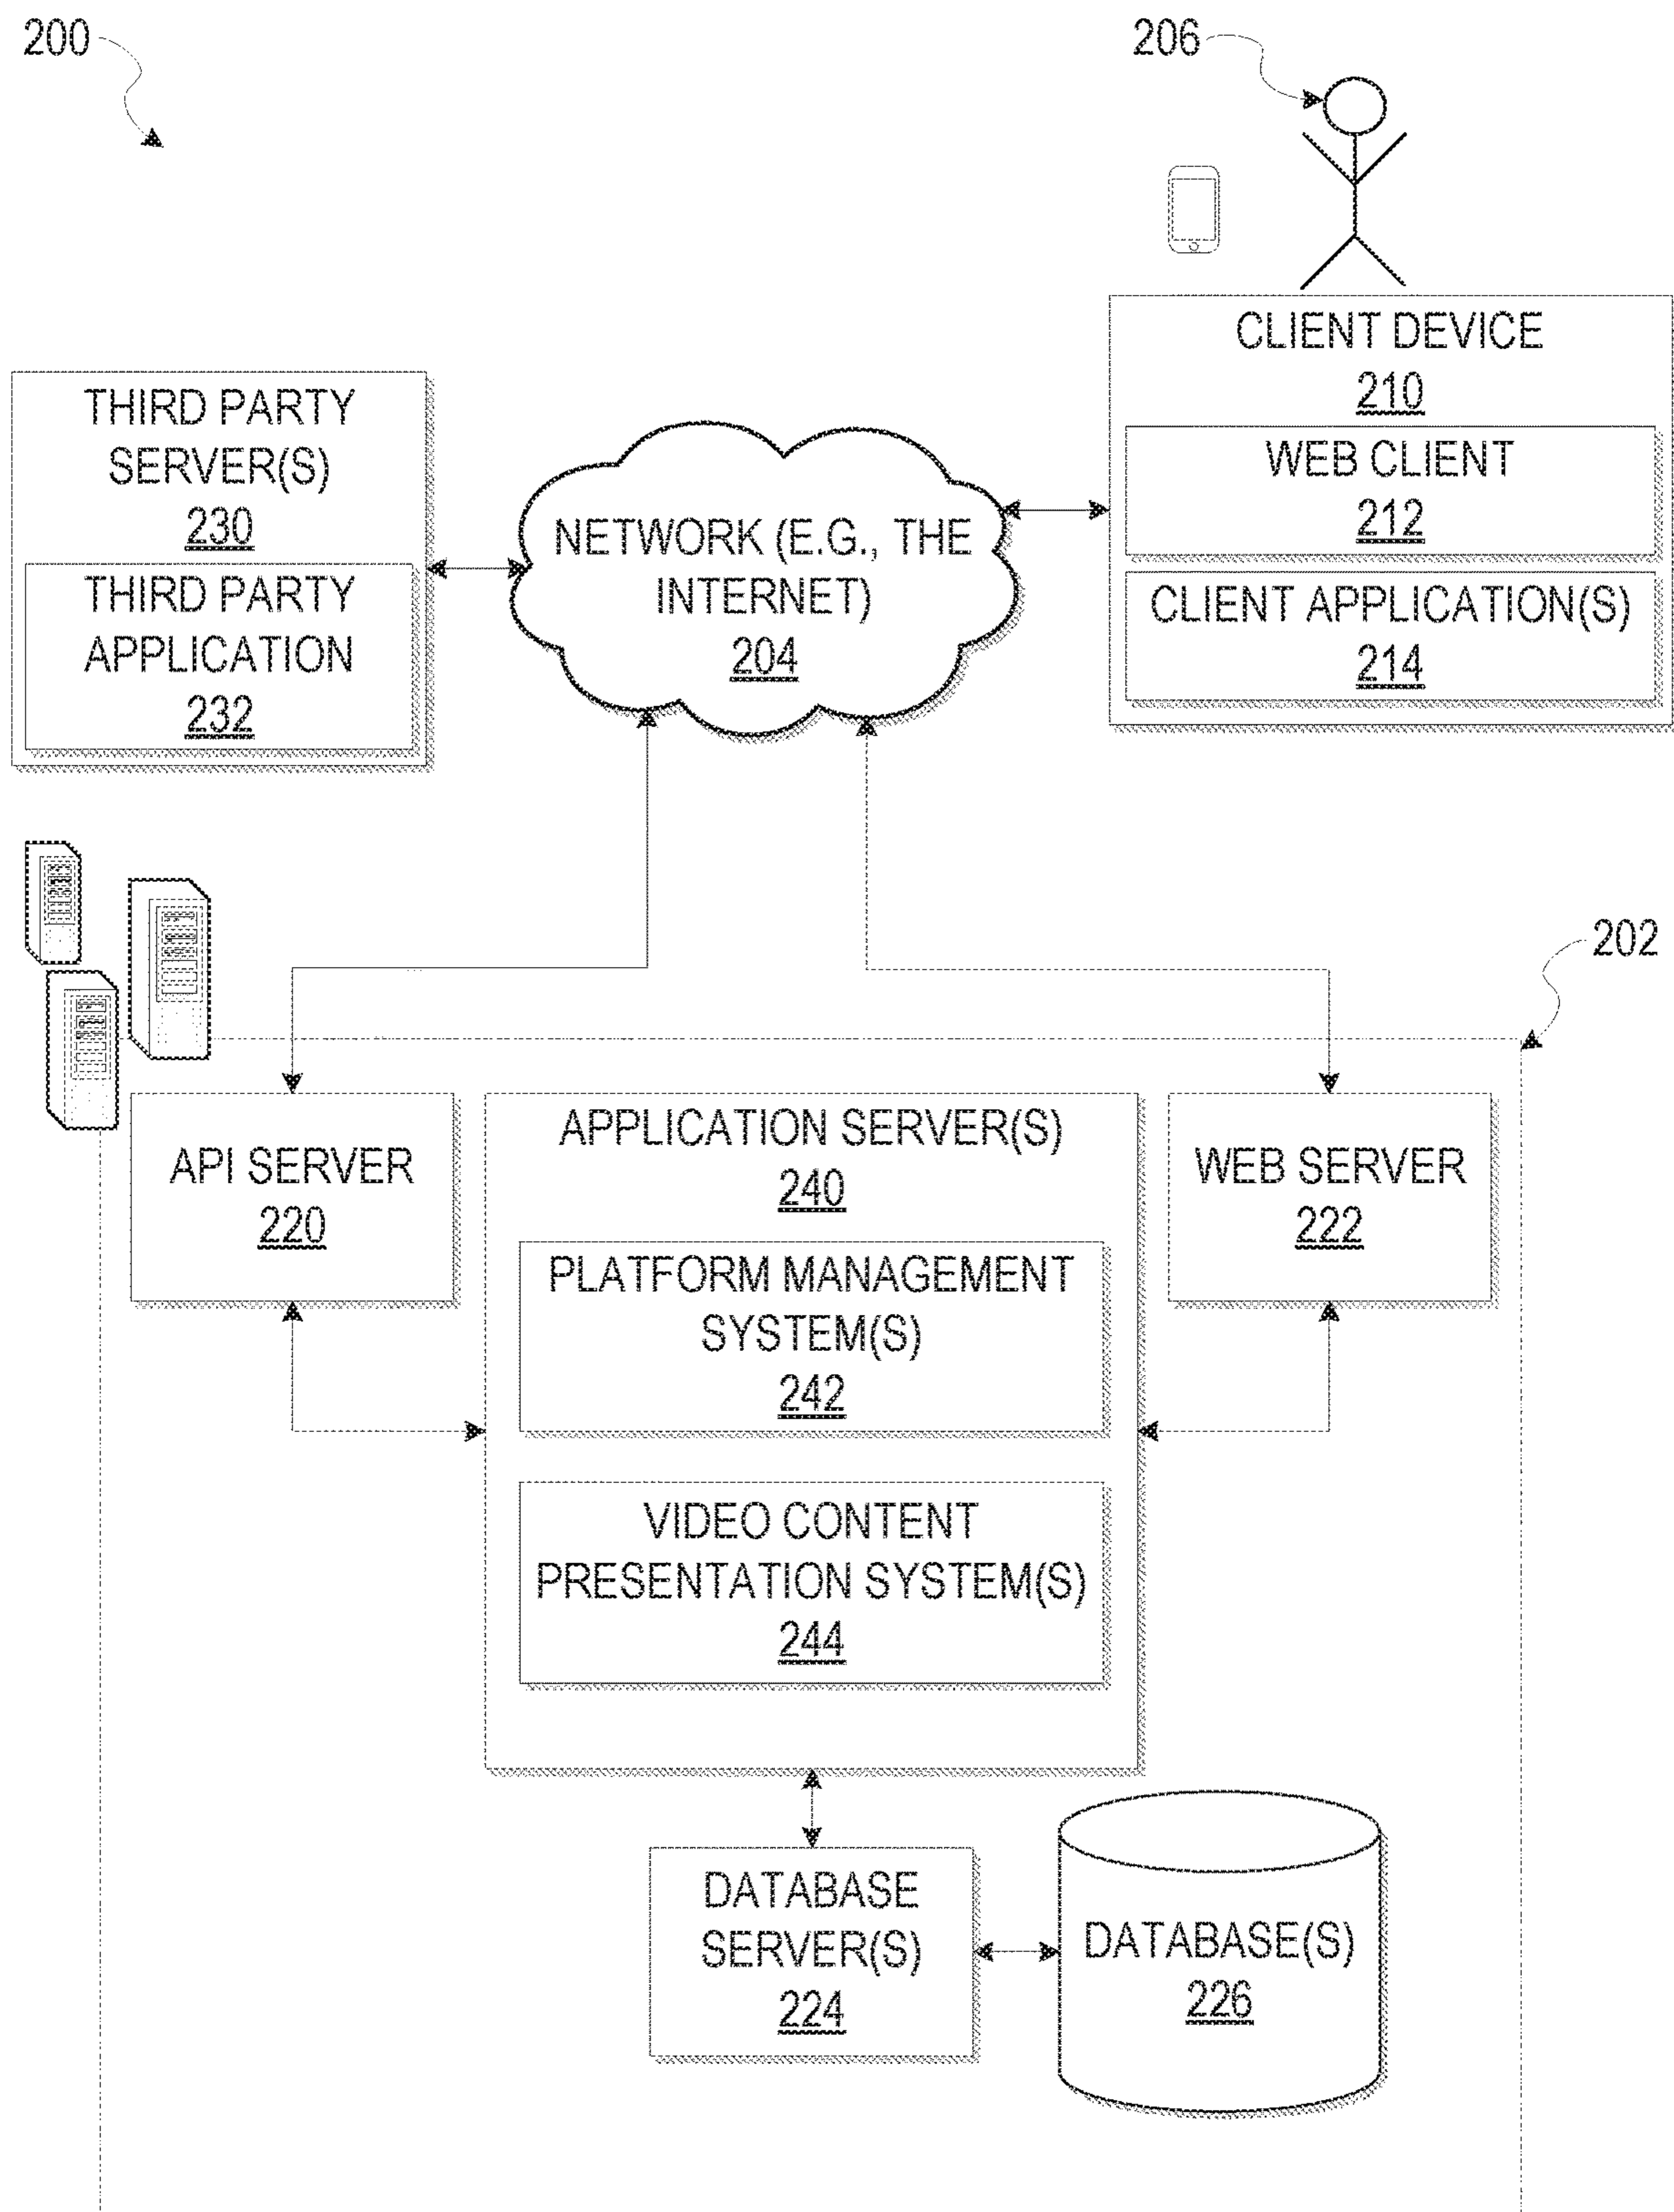 200
206
CLIENT DEVICE
210
WEB CLIENT
212
CLIENT APPLICATION(S)
214
THIRD PARTY
SERVER(S)
230
THIRD PARTY
APPLICATION
232
NETWORK (E.G., THE
INTERNET)
204
202
API SERVER
220
APPLICATION SERVER(S)
240
PLATFORM MANAGEMENT
SYSTEM(S)
242
VIDEO CONTENT
PRESENTATION SYSTEM(S)
244
WEB SERVER
222
DATABASE
SERVER(S)
224
DATABASE(S)
226